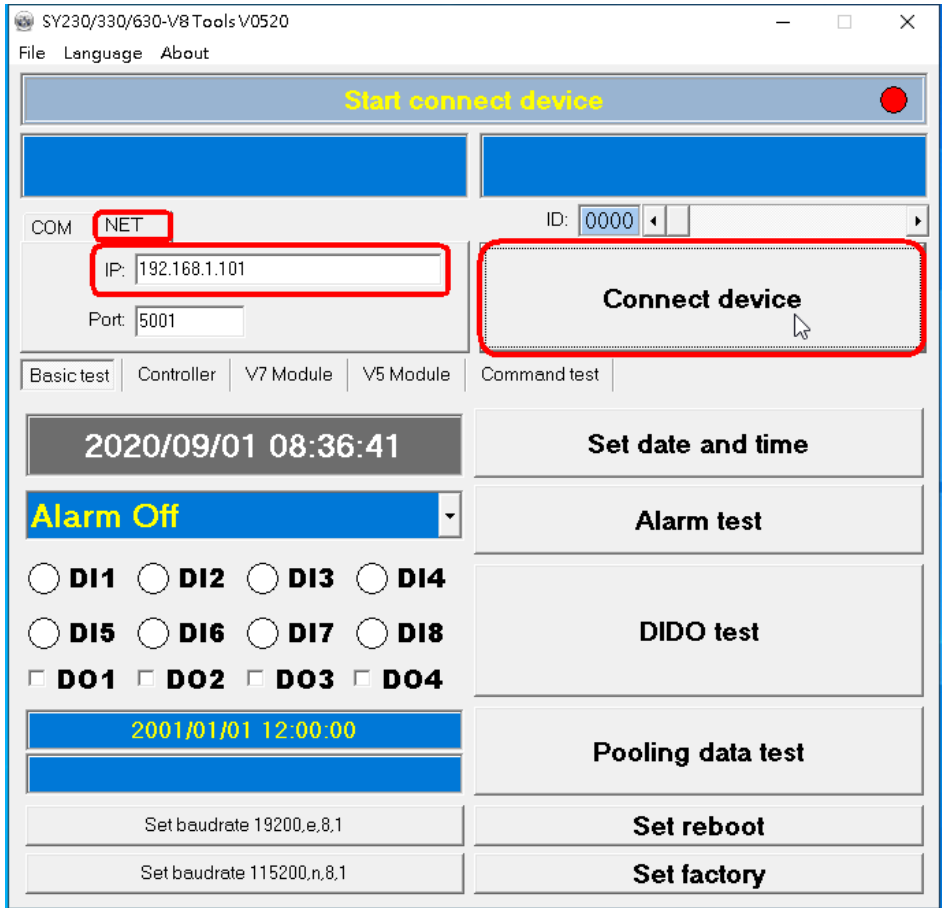 SY230/330/630-V8 Tools V0520
File Language About
Start connect device
COM NET
ID: 0000
IP: 192.168.1.101
Port: 5001
Connect device
Basic test Controller V7 Module V5 Module Command test
2020/09/01 08:36:41
Set date and time
Alarm Off
Alarm test
DI1 DI2 DI3 DI4
DI5 DI6 DI7 DI8
DO1 DO2 DO3 DO4
DIDO test
2001/01/01 12:00:00
Pooling data test
Set baudrate 19200,e,8,1
Set reboot
Set baudrate 115200,n,8,1
Set factory